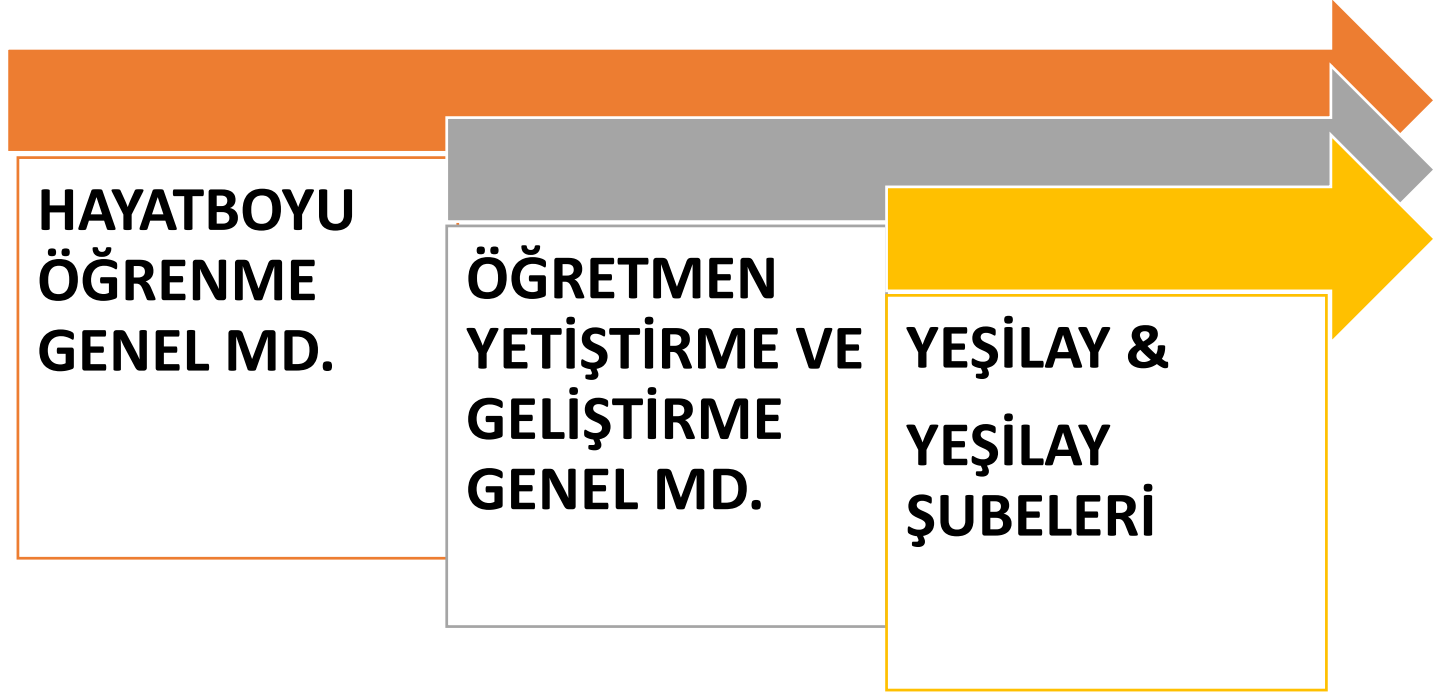 HAYATBOYU
ÖĞRENME
GENEL MD.
ÖĞRETMEN
YETİŞTİRME VE
GELİŞTİRME
GENEL MD.
YEŞİLAY &
YEŞİLAY
ŞUBELERİ